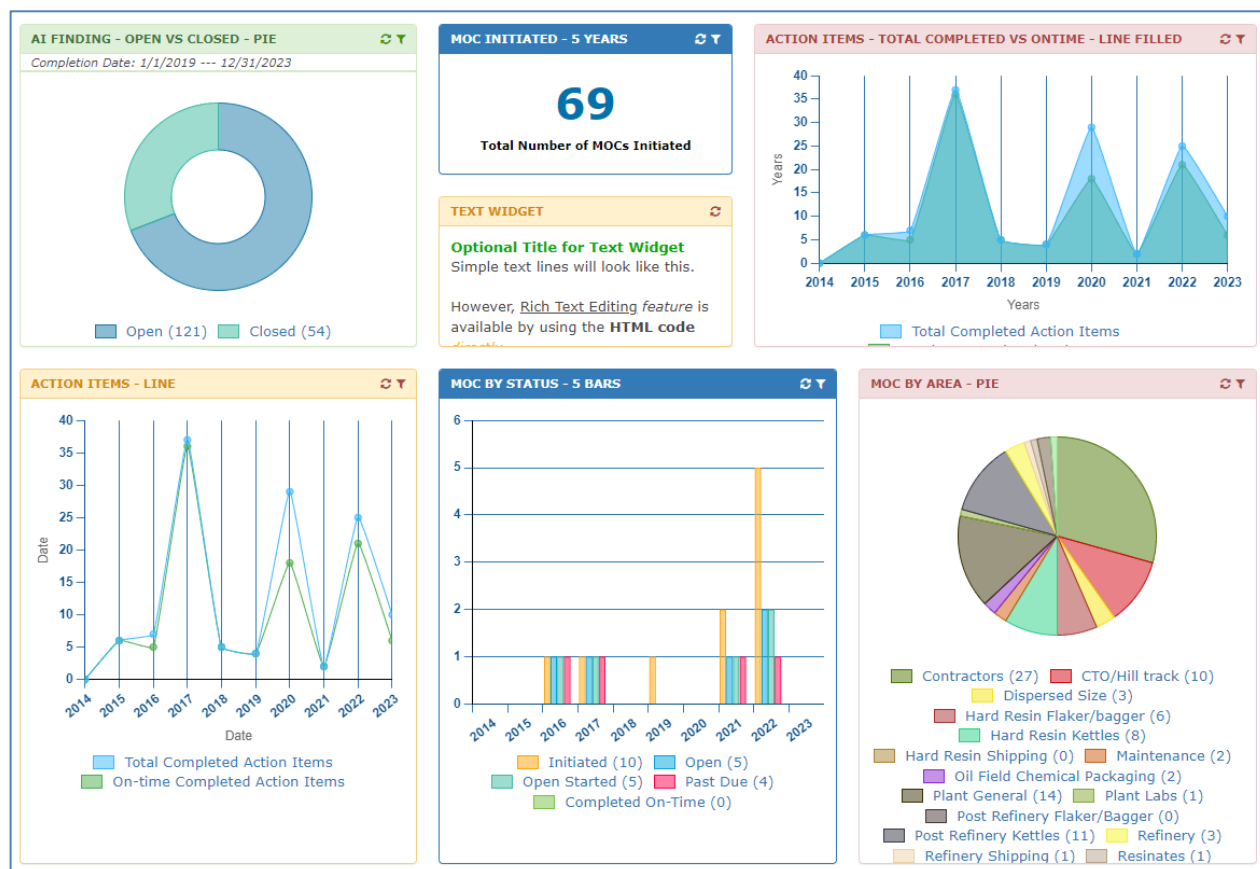 AI FINDING - OPEN VS CLOSED - PIE
Completion Date: 1/1/2019 --- 12/31/2023
Open (121) Closed (54)
MOC INITIATED - 5 YEARS
69
Total Number of MOCs Initiated
TEXT WIDGET
Optional Title for Text Widget
Simple text lines will look like this.
However, Rich Text Editing feature is
available by using the HTML code
directly
ACTION ITEMS - TOTAL COMPLETED VS ONTIME - LINE FILLED
40
35
30
25
20
15
10
5
0
Years
2014 2015 2016 2017 2018 2019 2020 2021 2022 2023
Years
Total Completed Action Items
ACTION ITEMS - LINE
40
35
30
25
20
15
10
5
0
Date
2014 2015 2016 2017 2018 2019 2020 2021 2022 2023
Date
Total Completed Action Items
On-time Completed Action Items
MOC BY STATUS - 5 BARS
6
5
4
3
2
1
0
2014 2015 2016 2017 2018 2019 2020 2021 2022 2023
Initiated (10) Open (5)
Open Started (5) Past Due (4)
Completed On-Time (0)
MOC BY AREA - PIE
Contractors (27) CTO/Hill track (10)
Dispersed Size (3)
Hard Resin Flaker/bagger (6)
Hard Resin Kettles (8)
Hard Resin Shipping (0) Maintenance (2)
Oil Field Chemical Packaging (2)
Plant General (14) Plant Labs (1)
Post Refinery Flaker/Bagger (0)
Post Refinery Kettles (11) Refinery (3)
Refinery Shipping (1) Resinates (1)